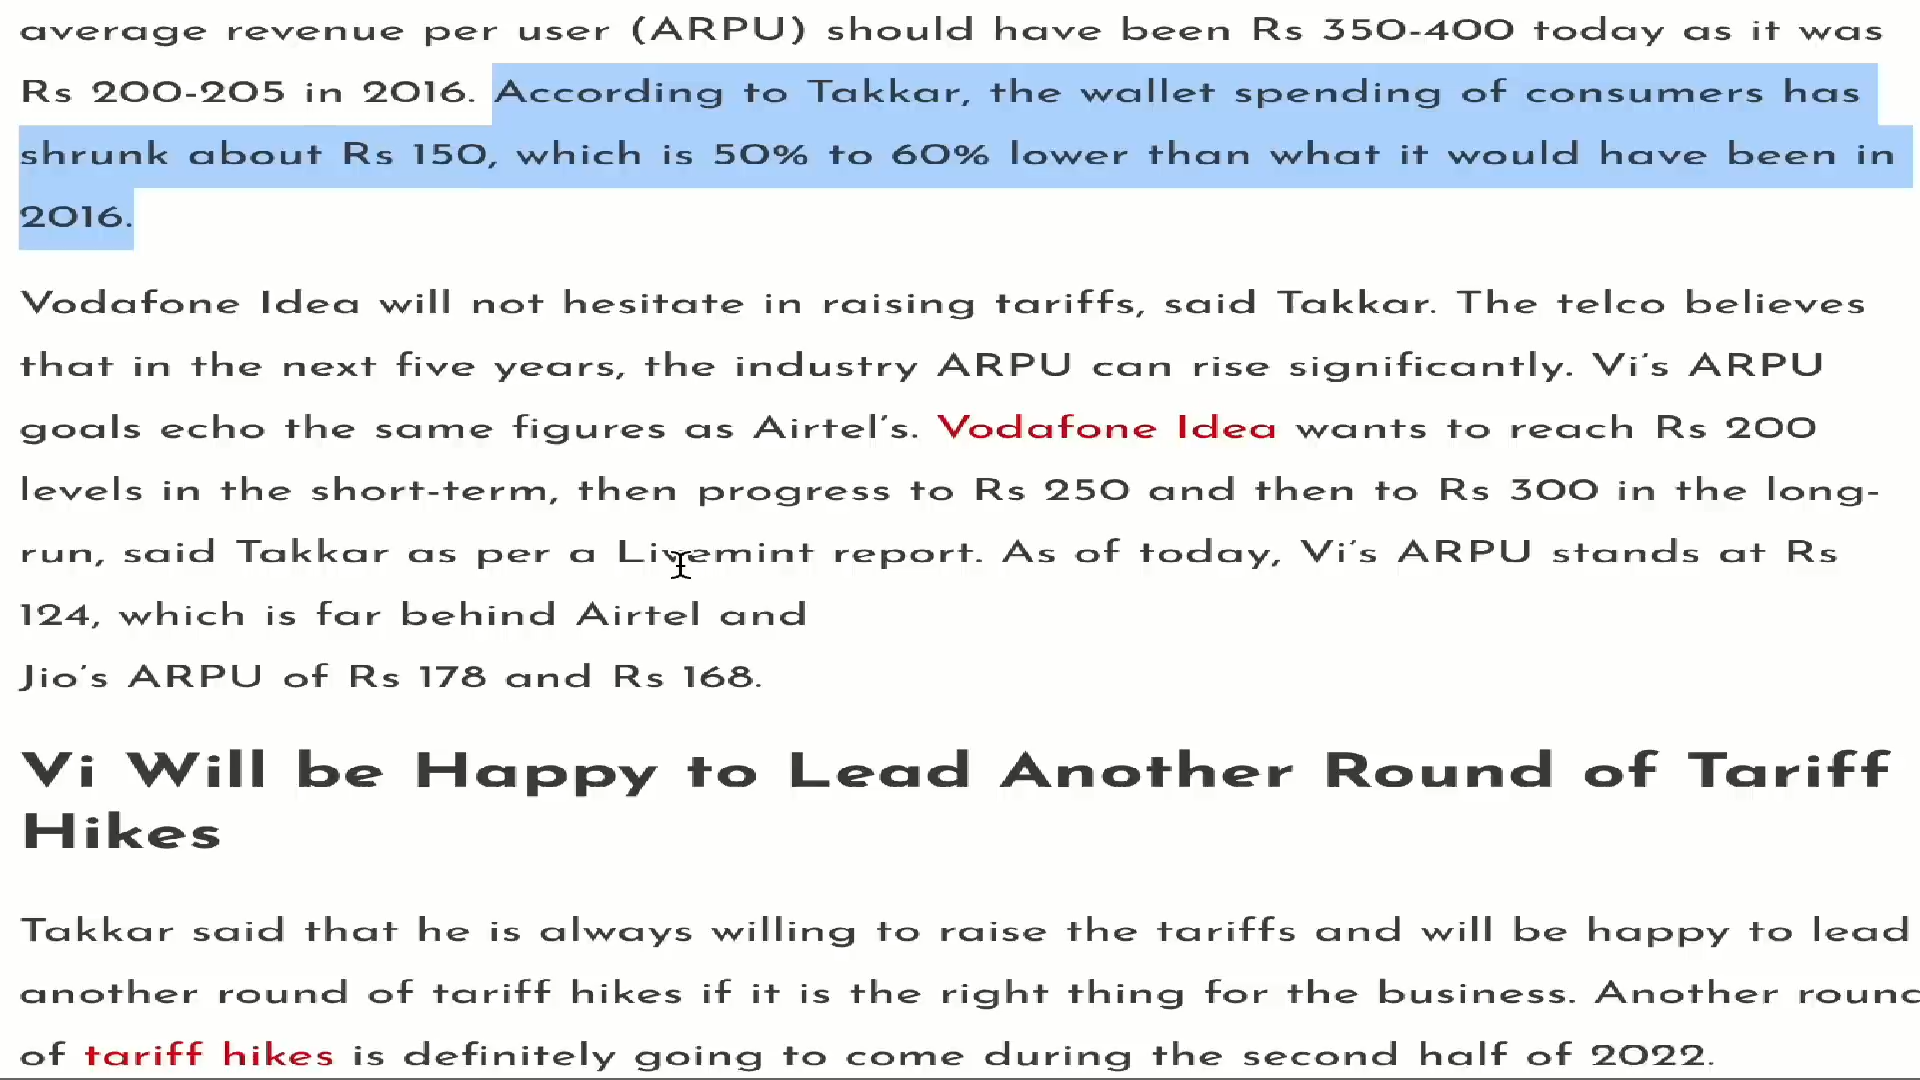 average revenue per user (ARPU) should have been Rs 350-400 today as it was
Rs 200-205 in 2016. According to Takkar, the wallet spending of consumers has
shrunk about Rs 150, which is 50% to 60% lower than what it would have been in
2016.
Vodafone Idea will not hesitate in raising tariffs, said Takkar. The telco believes
that in the next five years, the industry ARPU can rise significantly. Vi's ARPU
goals echo the same figures as Airtel's. Vodafone Idea wants to reach Rs 200
levels in the short-term, then progress to Rs 250 and then to Rs 300 in the long-
run, said Takkar as per a Livemint report. As of today, Vi's ARPU stands at Rs
124, which is far behind Airtel and
Jio's ARPU of Rs 178 and Rs 168.
Vi Will be Happy to Lead Another Round of Tariff
Hikes
Takkar said that he is always willing to raise the tariffs and will be happy to lead
another round of tariff hikes if it is the right thing for the business. Another round
of tariff hikes is definitely going to come during the second half of 2022.